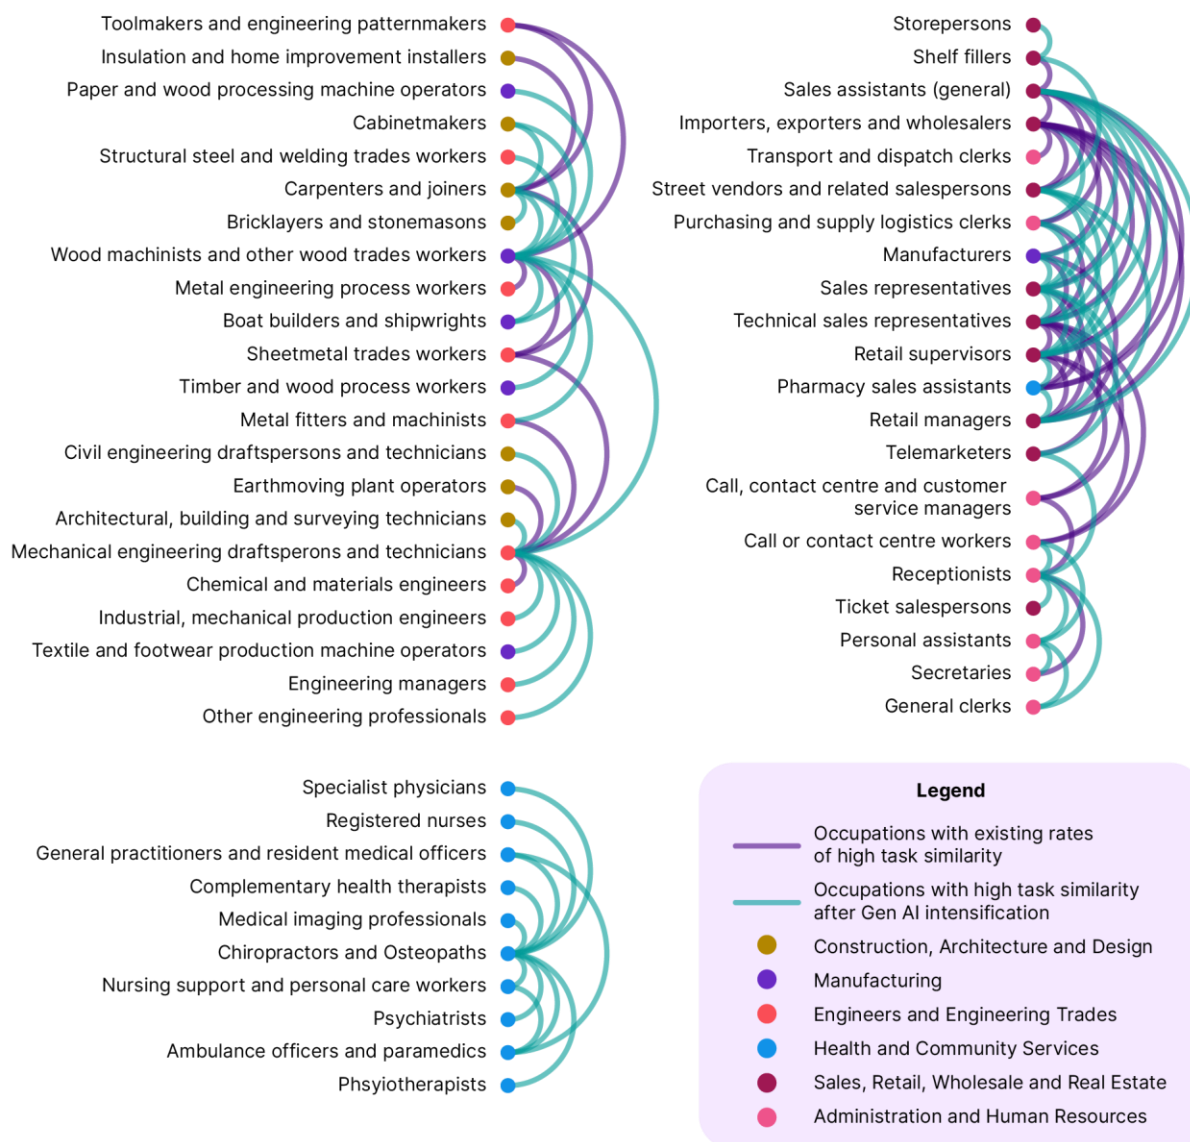 Toolmakers and engineering patternmakers
Insulation and home improvement installers
Paper and wood processing machine operators
Cabinetmakers
Structural steel and welding trades workers
Carpenters and joiners
Bricklayers and stonemasons
Wood machinists and other wood trades workers
Metal engineering process workers
Boat builders and shipwrights
Sheetmetal trades workers
Timber and wood process workers
Metal fitters and machinists
Civil engineering draftspersons and technicians
Earthmoving plant operators
Architectural, building and surveying technicians
Mechanical engineering draftsperons and technicians
Chemical and materials engineers
Industrial, mechanical production engineers
Textile and footwear production machine operators
Engineering managers
Other engineering professionals
Storepersons
Shelf fillers
Sales assistants (general)
Importers, exporters and wholesalers
Transport and dispatch clerks
Street vendors and related salespersons
Purchasing and supply logistics clerks
Manufacturers
Sales representatives
Technical sales representatives
Retail supervisors
Pharmacy sales assistants
Retail managers
Telemarketers
Call, contact centre and customer
service managers
Call or contact centre workers
Receptionists
Ticket salespersons
Personal assistants
Secretaries
General clerks
Specialist physicians
Registered nurses
General practitioners and resident medical officers
Complementary health therapists
Medical imaging professionals
Chiropractors and Osteopaths
Nursing support and personal care workers
Psychiatrists
Ambulance officers and paramedics
Phsyiotherapists
Legend
Occupations with existing rates
of high task similarity
Occupations with high task similarity
after Gen AI intensification
Construction, Architecture and Design
Manufacturing
Engineers and Engineering Trades
Health and Community Services
Sales, Retail, Wholesale and Real Estate
Administration and Human Resources